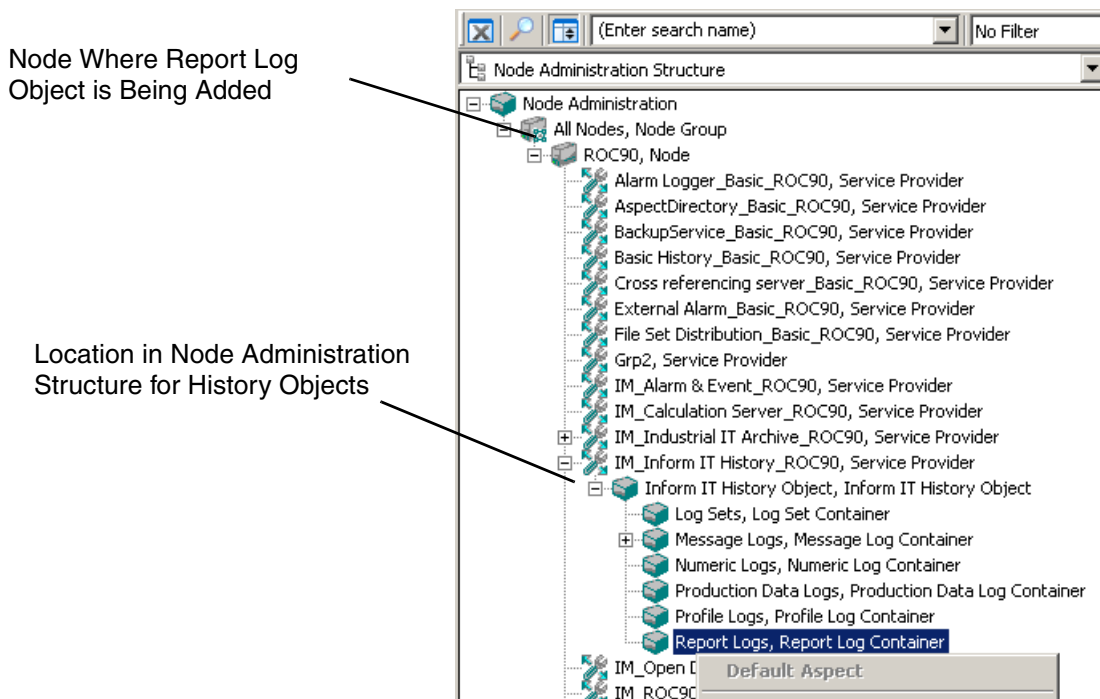 Node Where Report Log
Object is Being Added
Location in Node Administration
Structure for History Objects
(Enter search name)
No Filter
Node Administration Structure
Node Administration
All Nodes, Node Group
ROC90, Node
Alarm Logger_Basic_ROC90, Service Provider
AspectDirectory_Basic_ROC90, Service Provider
BackupService_Basic_ROC90, Service Provider
Basic History_Basic_ROC90, Service Provider
Cross referencing server_Basic_ROC90, Service Provider
External Alarm_Basic_ROC90, Service Provider
File Set Distribution_Basic_ROC90, Service Provider
Grp2, Service Provider
IM_Alarm & Event_ROC90, Service Provider
IM_Calculation Server_ROC90, Service Provider
IM_Industrial IT Archive_ROC90, Service Provider
IM_Inform IT History_ROC90, Service Provider
Inform IT History Object, Inform IT History Object
Log Sets, Log Set Container
Message Logs, Message Log Container
Numeric Logs, Numeric Log Container
Production Data Logs, Production Data Log Container
Profile Logs, Profile Log Container
Report Logs, Report Log Container
IM_Open
Default Aspect
IM_ROC90